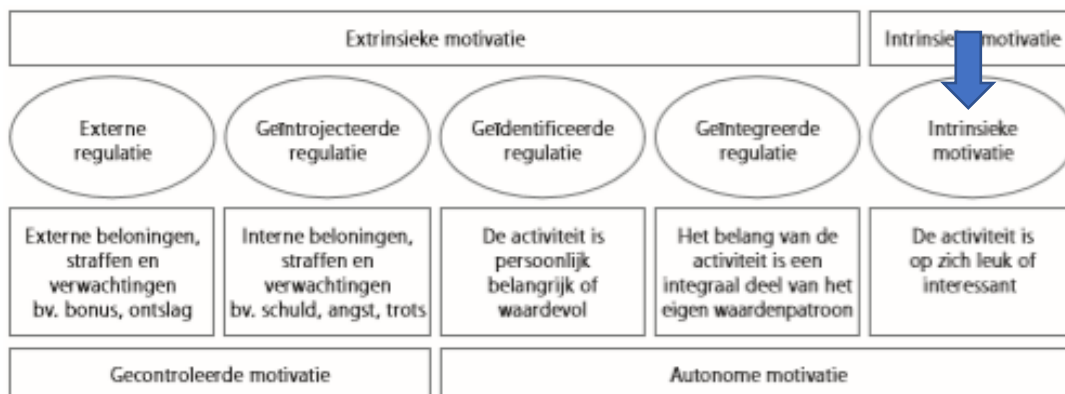 Extrinsieke motivatie
Intrinsieke motivatie
Externe
regulatie
Geïntrojecteerde
regulatie
Geïdentificeerde
regulatie
Geïntegreerde
regulatie
Intrinsieke
motivatie
Externe beloningen,
straffen en
verwachtingen
bv. bonus, ontslag
Interne beloningen,
straffen en
verwachtingen
bv. schuld, angst, trots
De activiteit is
persoonlijk
belangrijk of
waardevol
Het belang van de
activiteit is een
integraal deel van het
eigen waardenpatroon
De activiteit is
op zich leuk of
interessant
Gecontroleerde motivatie
Autonome motivatie